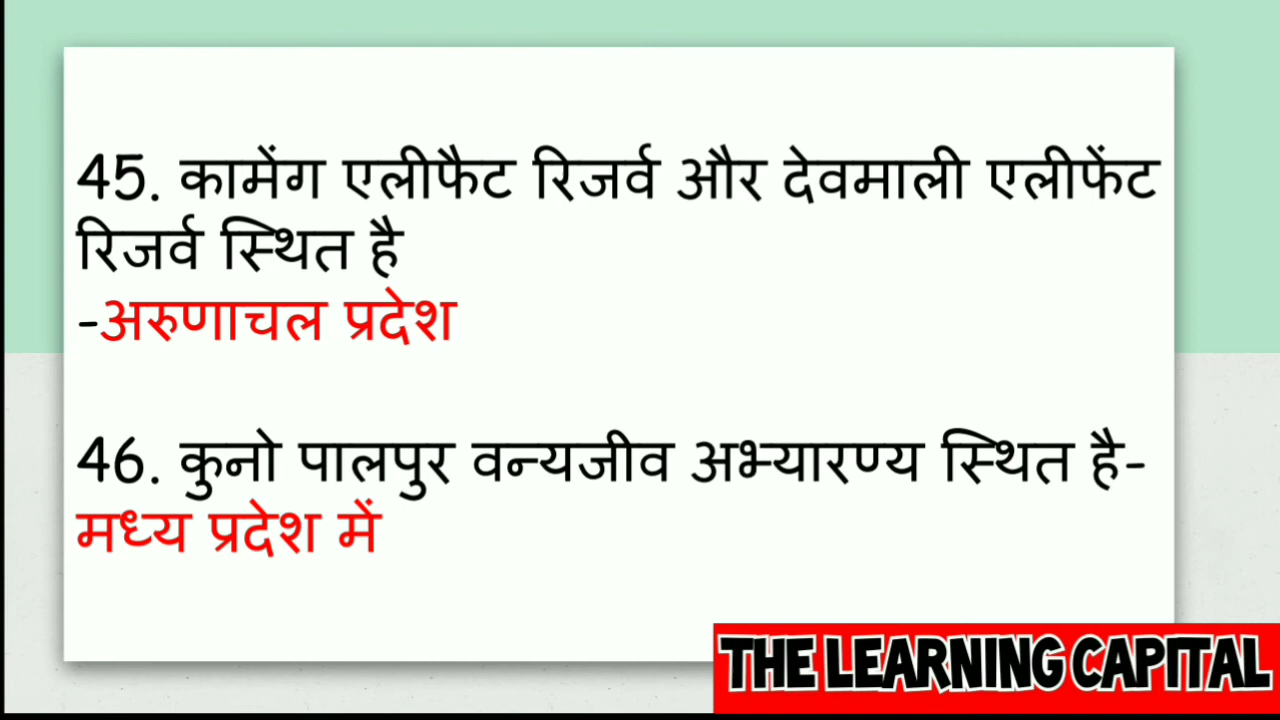 45. कामेंग एलीफैट रिजर्व और देवमाली एलीफेंट
रिजर्व स्थित है
-अरुणाचल प्रदेश
46. कुनो पालपुर वन्यजीव अभ्यारण्य स्थित है-
मध्य प्रदेश में
THE LEARNING CAPITAL